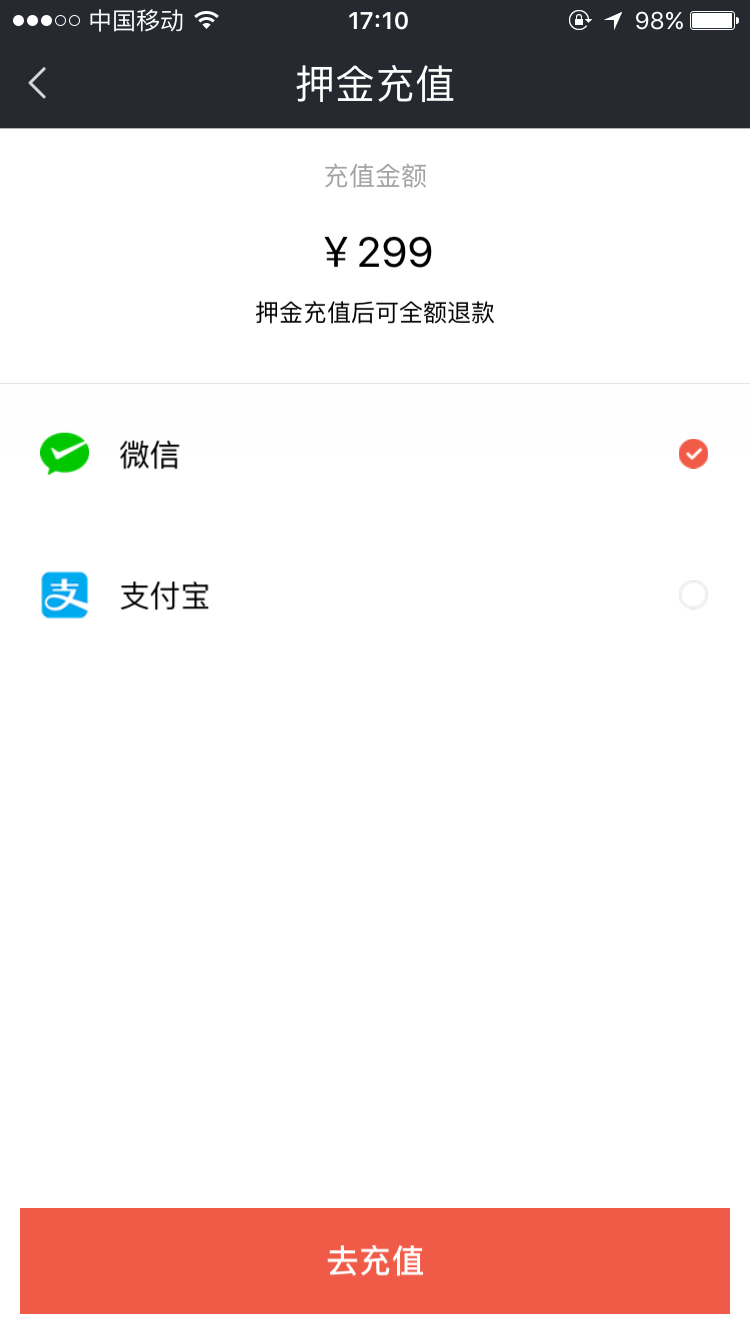 中国移动 17:10 98%
押金充值
充值金额
¥ 299
押金充值后可全额退款
微信
支 支付宝
去充值